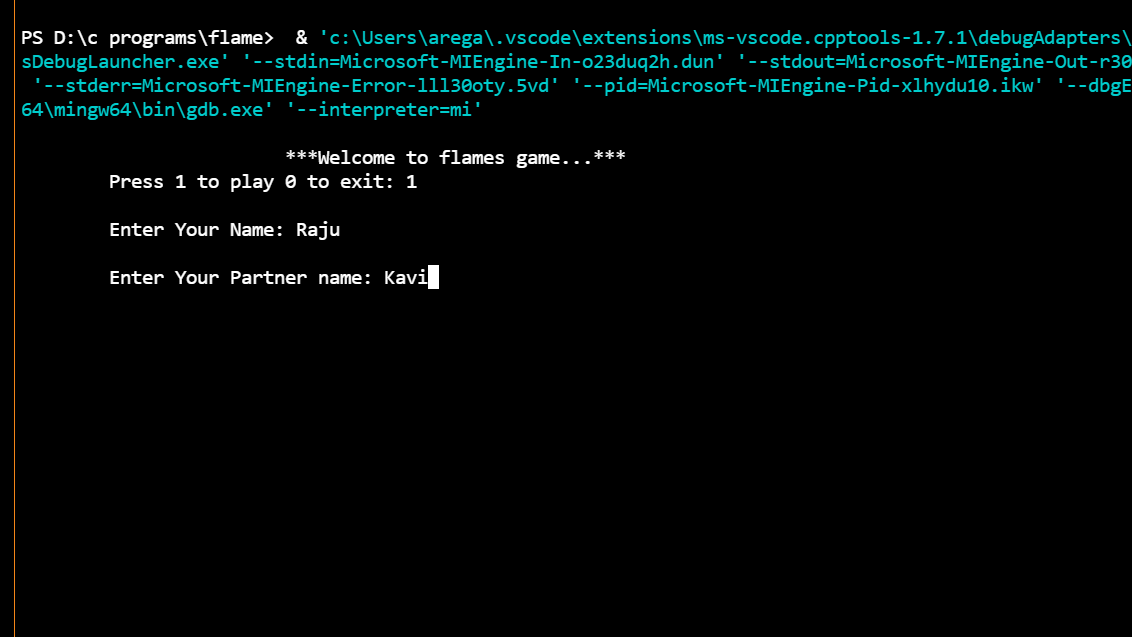 PS D:\c programs\flame>  & 'c:\Users\arega\.vscode\extensions\ms-vscode.cpptools-1.7.1\debugAdapters\
sDebugLauncher.exe' '--stdin=Microsoft-MIEngine-In-o23duq2h.dun' '--stdout=Microsoft-MIEngine-Out-r30
'--stderr=Microsoft-MIEngine-Error-lll30oty.5vd' '--pid=Microsoft-MIEngine-Pid-xlhydu10.ikw' '--dbgE
64\mingw64\bin\gdb.exe' '--interpreter=mi'
***Welcome to flames game...***
Press 1 to play 0 to exit: 1
Enter Your Name: Raju
Enter Your Partner name: Kavi